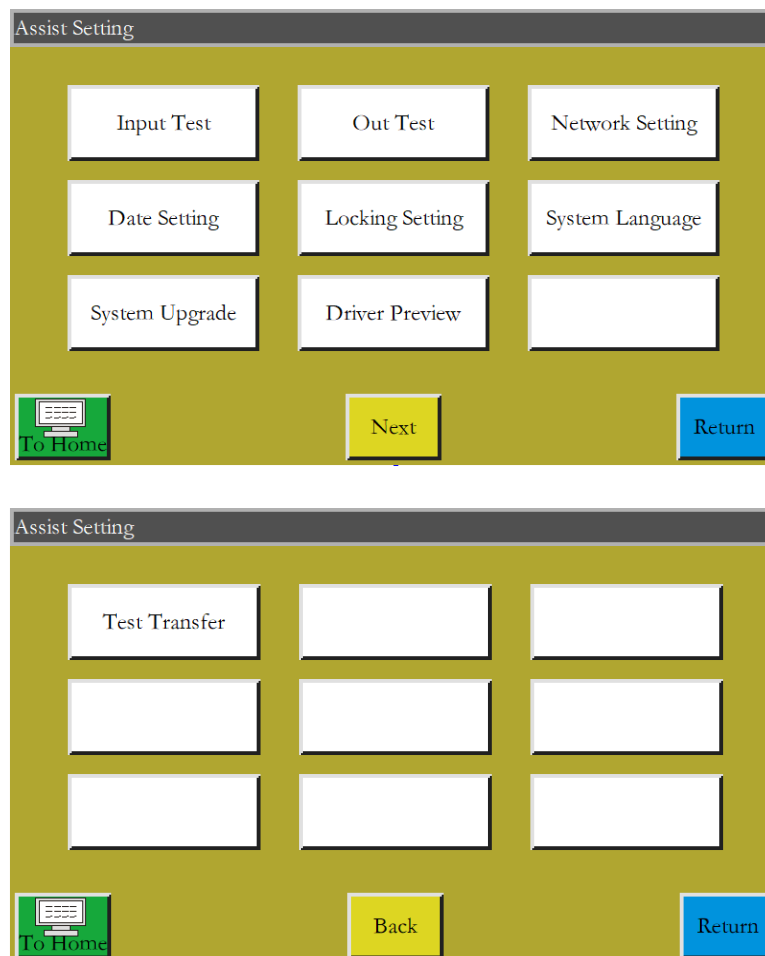 Assist Setting
Input Test
Out Test
Network Setting
Date Setting
Locking Setting
System Language
System Upgrade
Driver Preview
To Home
Next
Return
Assist Setting
Test Transfer
To Home
Back
Return